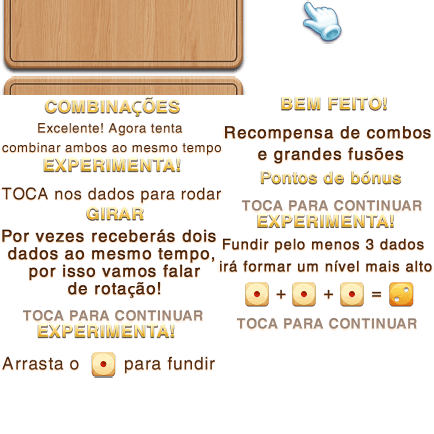 COMBINAÇÕES
Excelente! Agora tenta
combinar ambos ao mesmo tempo
EXPERIMENTA!
TOCA nos dados para rodar
GIRAR
Por vezes receberás dois
dados ao mesmo tempo,
por isso vamos falar
de rotação!
TOCA PARA CONTINUAR
EXPERIMENTA!
Arrasta o para fundir
BEM FEITO!
Recompensa de combos
e grandes fusões
Pontos de bónus
TOCA PARA CONTINUAR
EXPERIMENTA!
Fundir pelo menos 3 dados
irá formar um nível mais alto
+ + =
TOCA PARA CONTINUAR